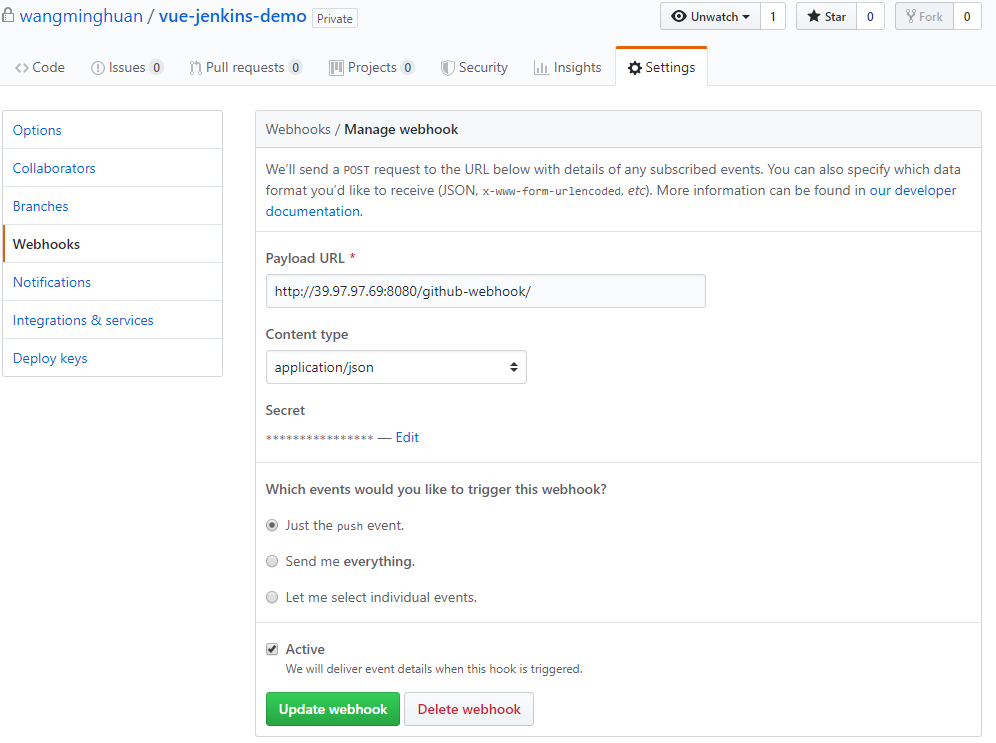 wangminghuan / vue-jenkins-demo Private Unwatch 1 Star 0 Fork 0
Code Issues 0 Pull requests 0 Projects 0 Security Insights Settings
Options
Collaborators
Branches
Webhooks
Notifications
Integrations & services
Deploy keys
Webhooks / Manage webhook
We’ll send a POST request to the URL below with details of any subscribed events. You can also specify which data
format you’d like to receive (JSON, x-www-form-urlencoded, etc). More information can be found in our developer
documentation.
Payload URL *
http://39.97.97.69:8080/github-webhook/
Content type
application/json
Secret
**************** — Edit
Which events would you like to trigger this webhook?
Just the push event.
Send me everything.
Let me select individual events.
Active
We will deliver event details when this hook is triggered.
Update webhook Delete webhook